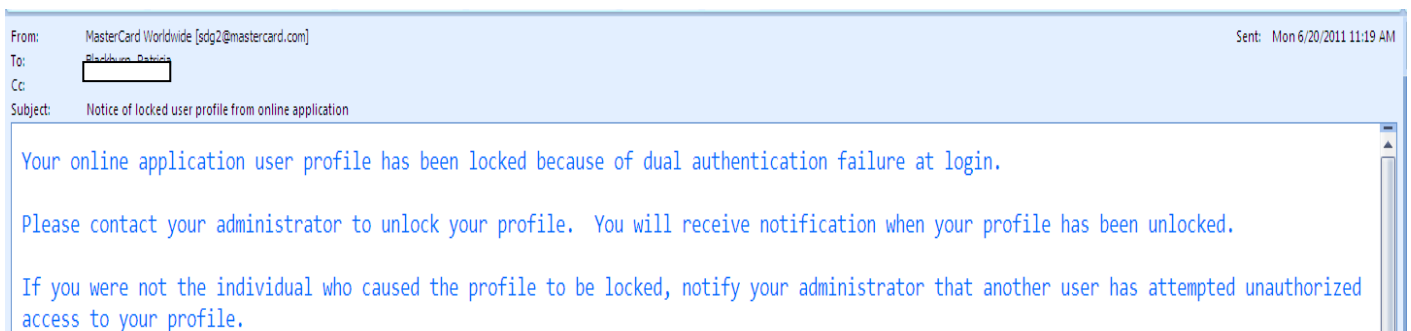 From: MasterCard Worldwide [sdg2@mastercard.com] Sent: Mon 6/20/2011 11:19 AM
To:
Cc:
Subject: Notice of locked user profile from online application
Your online application user profile has been locked because of dual authentication failure at login.
Please contact your administrator to unlock your profile. You will receive notification when your profile has been unlocked.
If you were not the individual who caused the profile to be locked, notify your administrator that another user has attempted unauthorized
access to your profile.